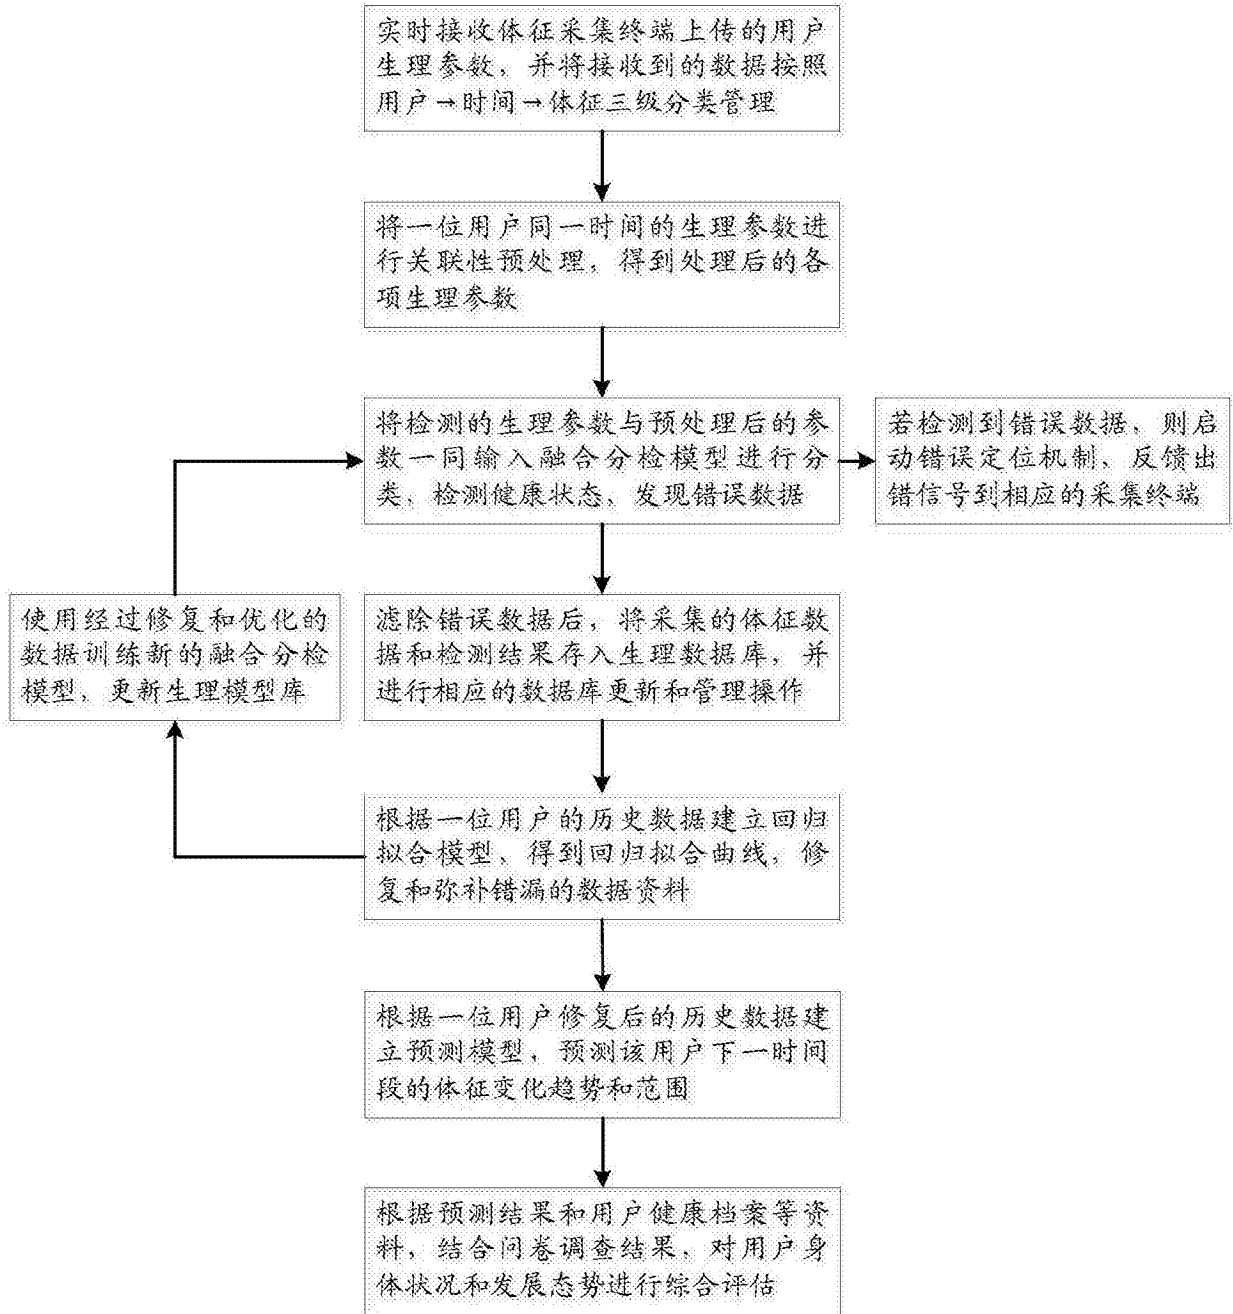 实时接收体征采集终端上传的用户
生理参数，并将接收到的数据按照
用户→时间→体征三级分类管理
将一位用户同一时间的生理参数进
行关联性预处理，得到处理后的各
项生理参数
将检测的生理参数与预处理后的参
数一同输入融合分检模型进行分
类、检测健康状态、发现错误数据
若检测到错误数据，则启
动错误定位机制，反馈出
错信号到相应的采集终端
使用经过修复和优化的
数据训练新的融合分检
模型，更新生理模型库
滤除错误数据后，将采集的体征数
据和检测结果存入生理数据库，并
进行相应的数据库更新和管理操作
根据一位用户的历史数据建立回归
拟合模型、得到回归拟合曲线，修
复和弥补错漏的数据资料
根据一位用户修复后的历史数据建
立预测模型，预测该用户下一时间
段的体征变化趋势和范围
根据预测结果和用户健康档案等资
料，结合问卷调查结果，对用户身
体状况和发展态势进行综合评估